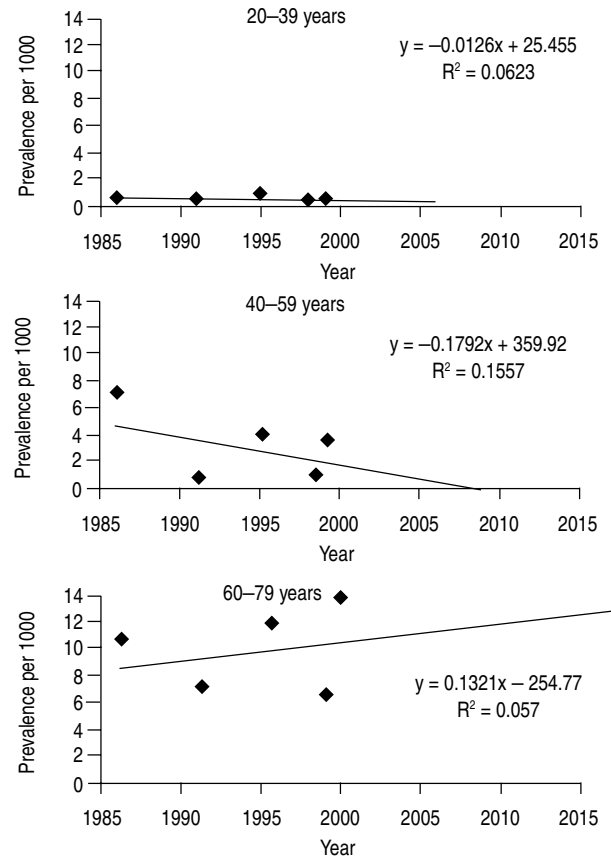 20–39 years
y = –0.0126x + 25.455
R² = 0.0623
Prevalence per 1000
14
12
10
8
6
4
2
0
1985 1990 1995 2000 2005 2010 2015
Year
40–59 years
y = –0.1792x + 359.92
R² = 0.1557
Prevalence per 1000
14
12
10
8
6
4
2
0
1985 1990 1995 2000 2005 2010 2015
Year
60–79 years
y = 0.1321x – 254.77
R² = 0.057
Prevalence per 1000
14
12
10
8
6
4
2
0
1985 1990 1995 2000 2005 2010 2015
Year